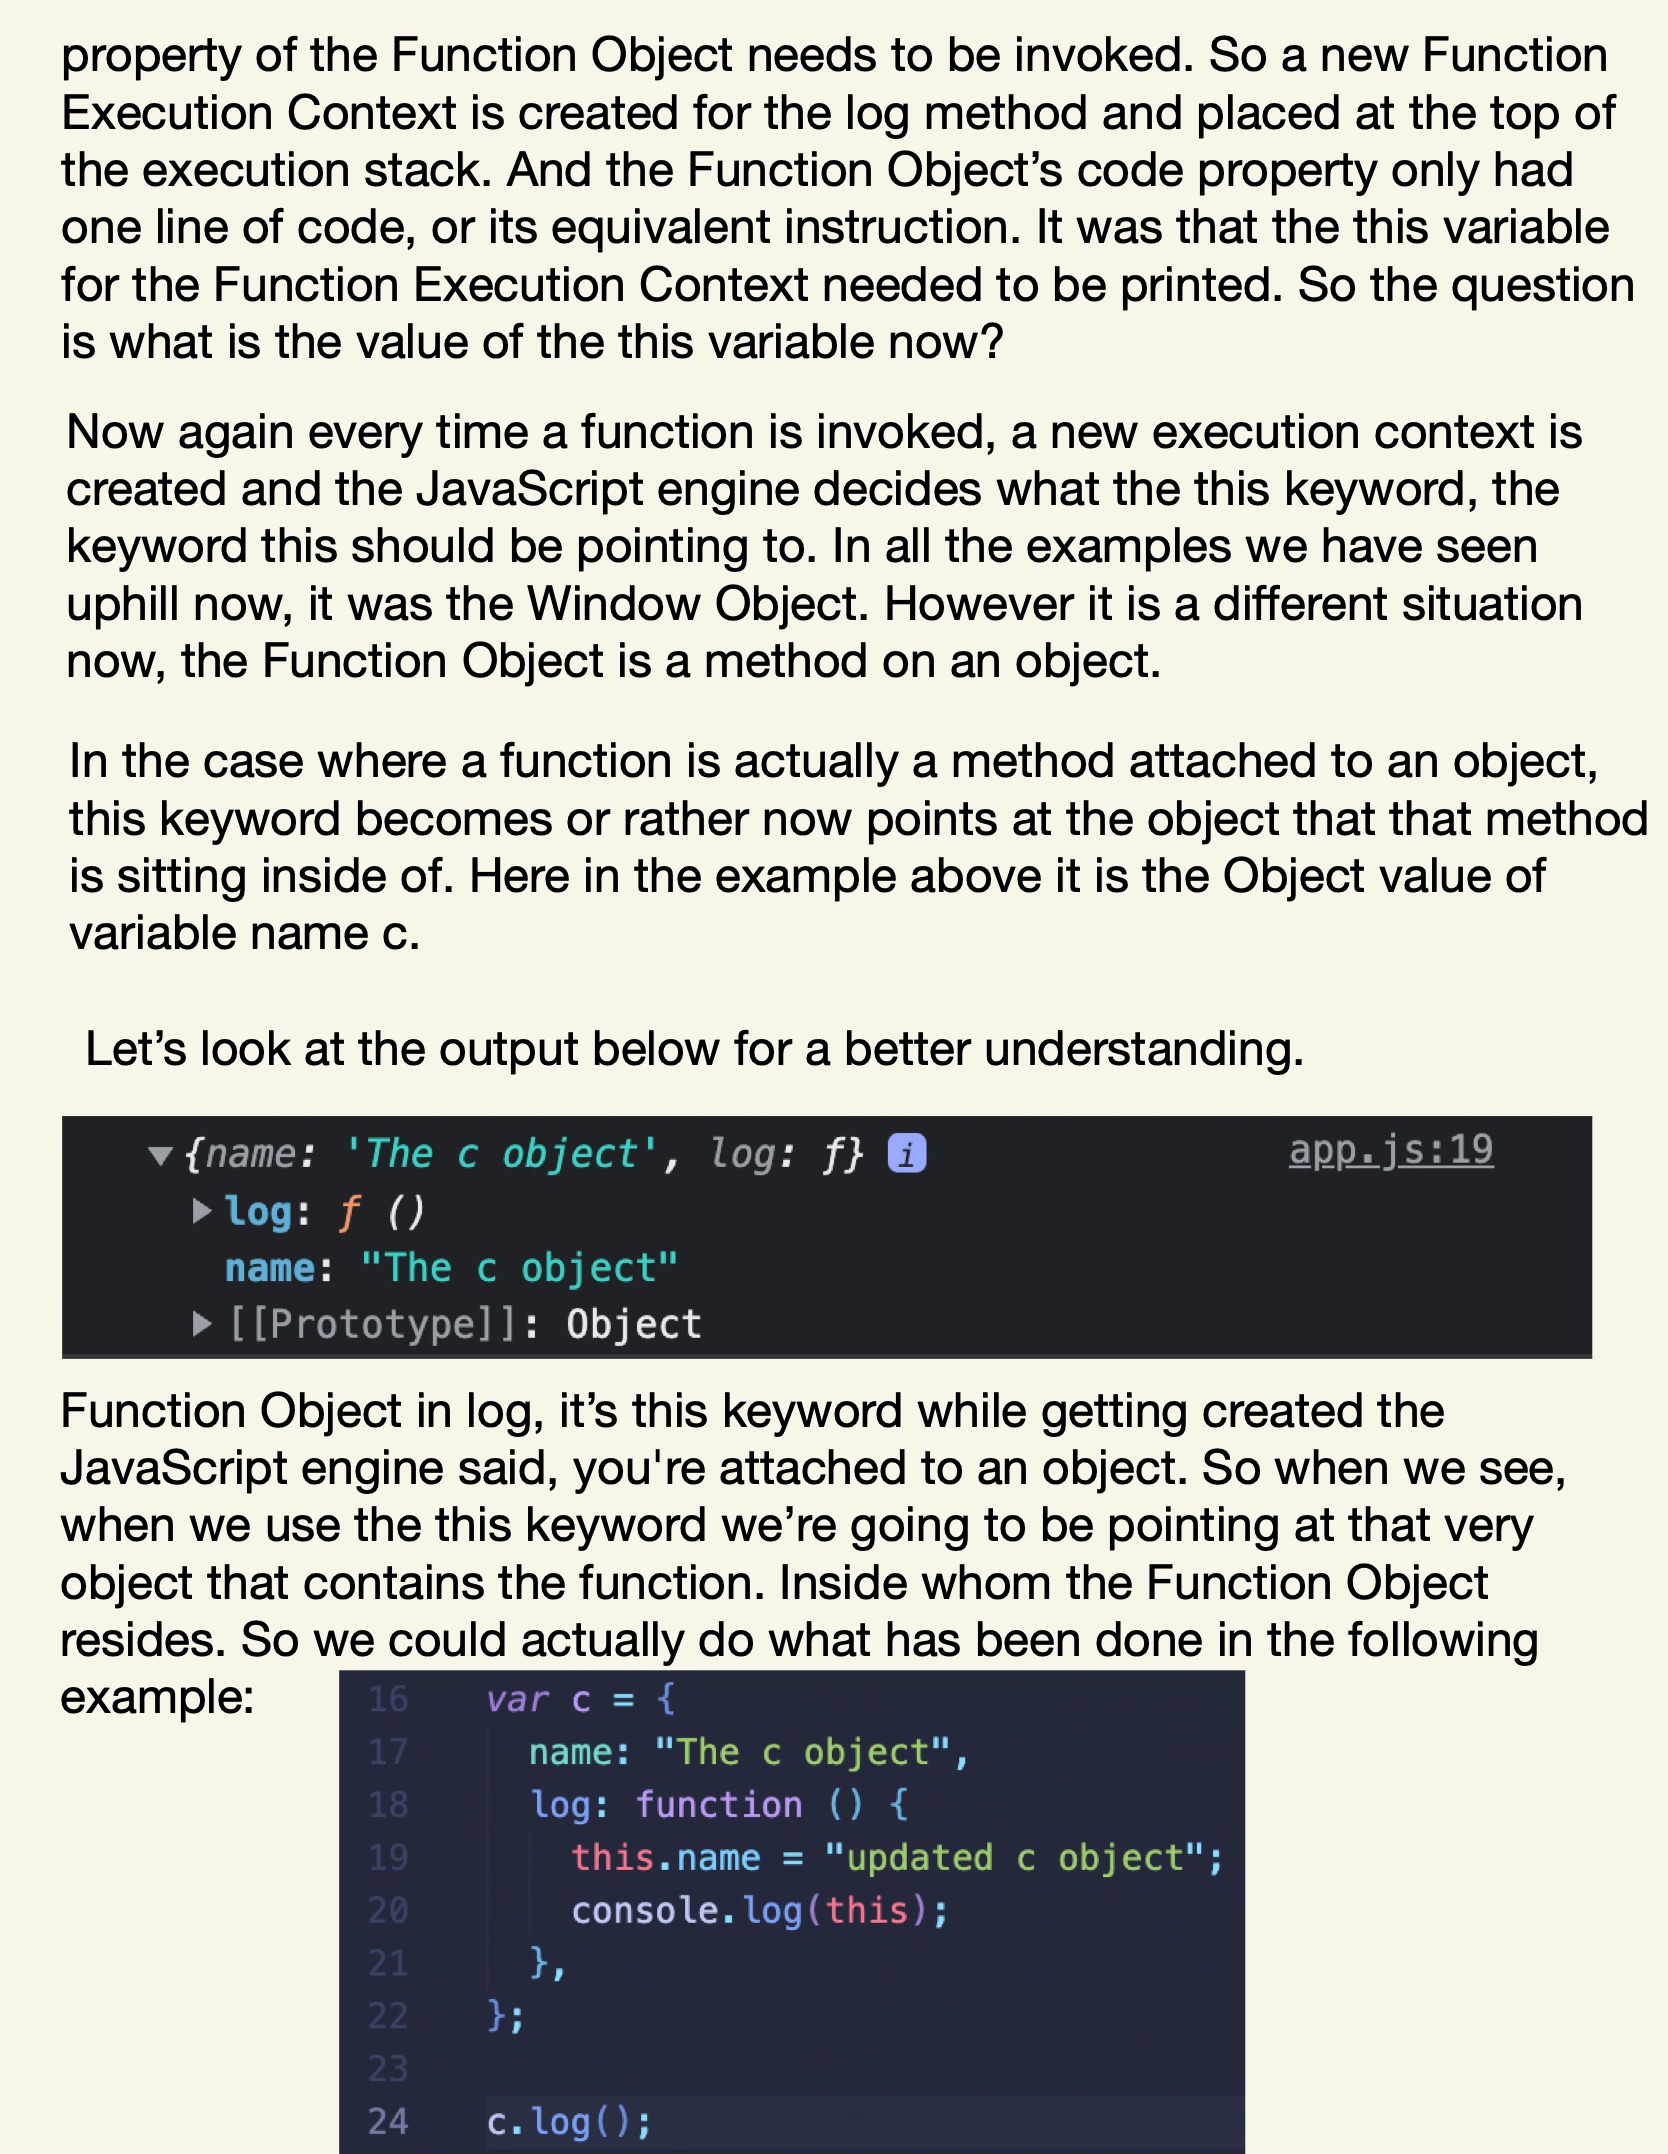 property of the Function Object needs to be invoked. So a new Function
Execution Context is created for the log method and placed at the top of
the execution stack. And the Function Object’s code property only had
one line of code, or its equivalent instruction. It was that the this variable
for the Function Execution Context needed to be printed. So the question
is what is the value of the this variable now?
Now again every time a function is invoked, a new execution context is
created and the JavaScript engine decides what the this keyword, the
keyword this should be pointing to. In all the examples we have seen
uphill now, it was the Window Object. However it is a different situation
now, the Function Object is a method on an object.
In the case where a function is actually a method attached to an object,
this keyword becomes or rather now points at the object that that method
is sitting inside of. Here in the example above it is the Object value of
variable name c.
Let’s look at the output below for a better understanding.
▼{name: 'The c object', log: ƒ} i app.js:19
▶log: ƒ ()
name: "The c object"
▶[[Prototype]]: Object
Function Object in log, it’s this keyword while getting created the
JavaScript engine said, you're attached to an object. So when we see,
when we use the this keyword we’re going to be pointing at that very
object that contains the function. Inside whom the Function Object
resides. So we could actually do what has been done in the following
example:
16 var c = {
17 name: "The c object",
18 log: function () {
19 this.name = "updated c object";
20 console.log(this);
21 },
22 };
23
24 c.log();